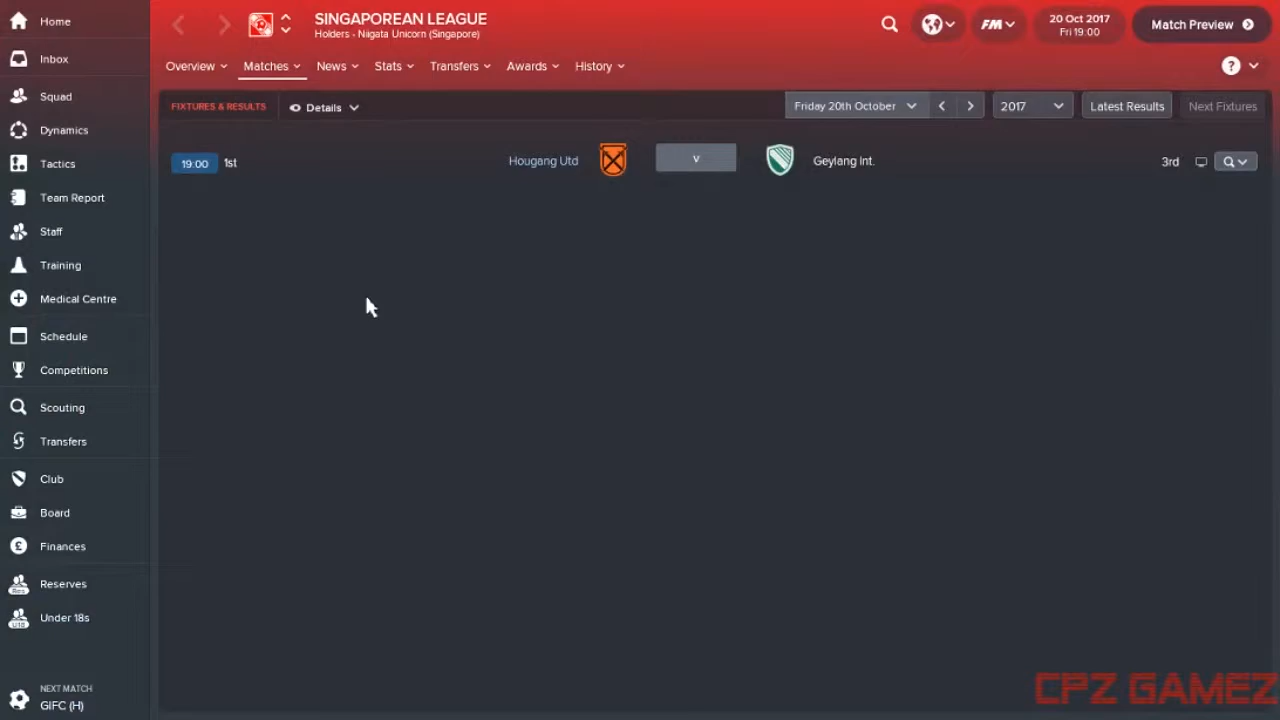 Home
Inbox
Squad
Dynamics
Tactics
Team Report
Staff
Training
Medical Centre
Schedule
Competitions
Scouting
Transfers
Club
Board
Finances
Reserves
Under 18s
NEXT MATCH
GIFC (H)
SINGAPOREAN LEAGUE
Holders - Niigata Unicorn (Singapore)
FM
20 Oct 2017
Fri 19:00
Match Preview
Overview Matches News Stats Transfers Awards History
?
FIXTURES & RESULTS Details Friday 20th October 2017 Latest Results Next Fixtures
19:00 1st Hougang Utd v Geylang Int. 3rd
CPZ GAMEZ